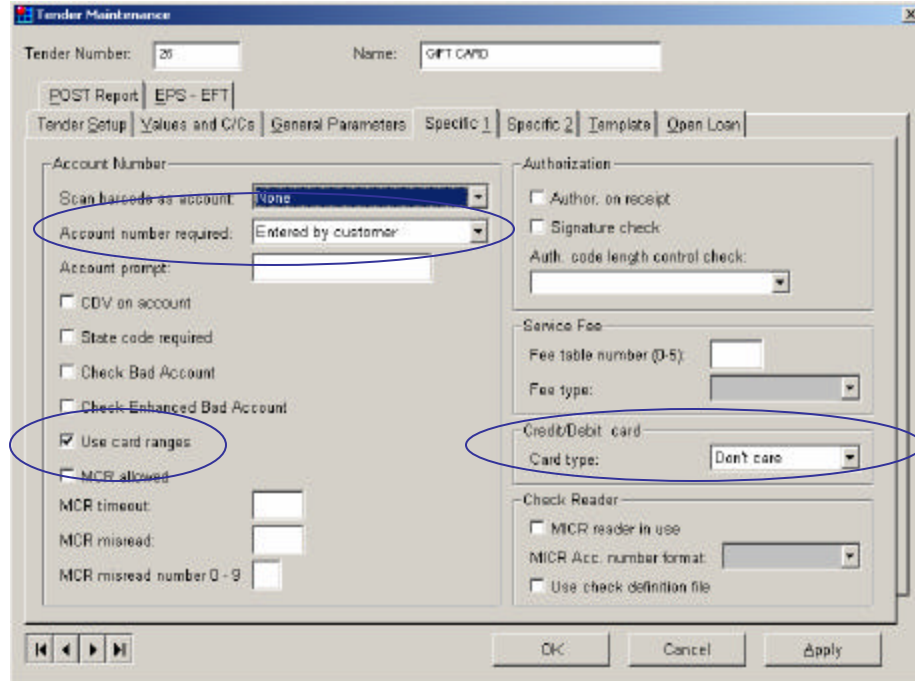 Tender Maintenance
Tender Number: 26 Name: GIFT CARD
POST Report EPS - EFT
Tender Setup Values and C/Cs General Parameters Specific 1 Specific 2 Template Open Loan
Account Number
Scan barcode as account: None
Account number required: Entered by customer
Account prompt:
CDV on account
State code required
Check Bad Account
Check Enhanced Bad Account
Use card ranges
MCR allowed
MCR timeout:
MCR misread:
MCR misread number 0 - 9
Authorization
Author. on receipt
Signature check
Auth. code length control check:
Service Fee
Fee table number (0-5):
Fee type:
Credit/Debit card
Card type: Don't care
Check Reader
MICR reader in use
MICR Acc. number format:
Use check definition file
OK Cancel Apply